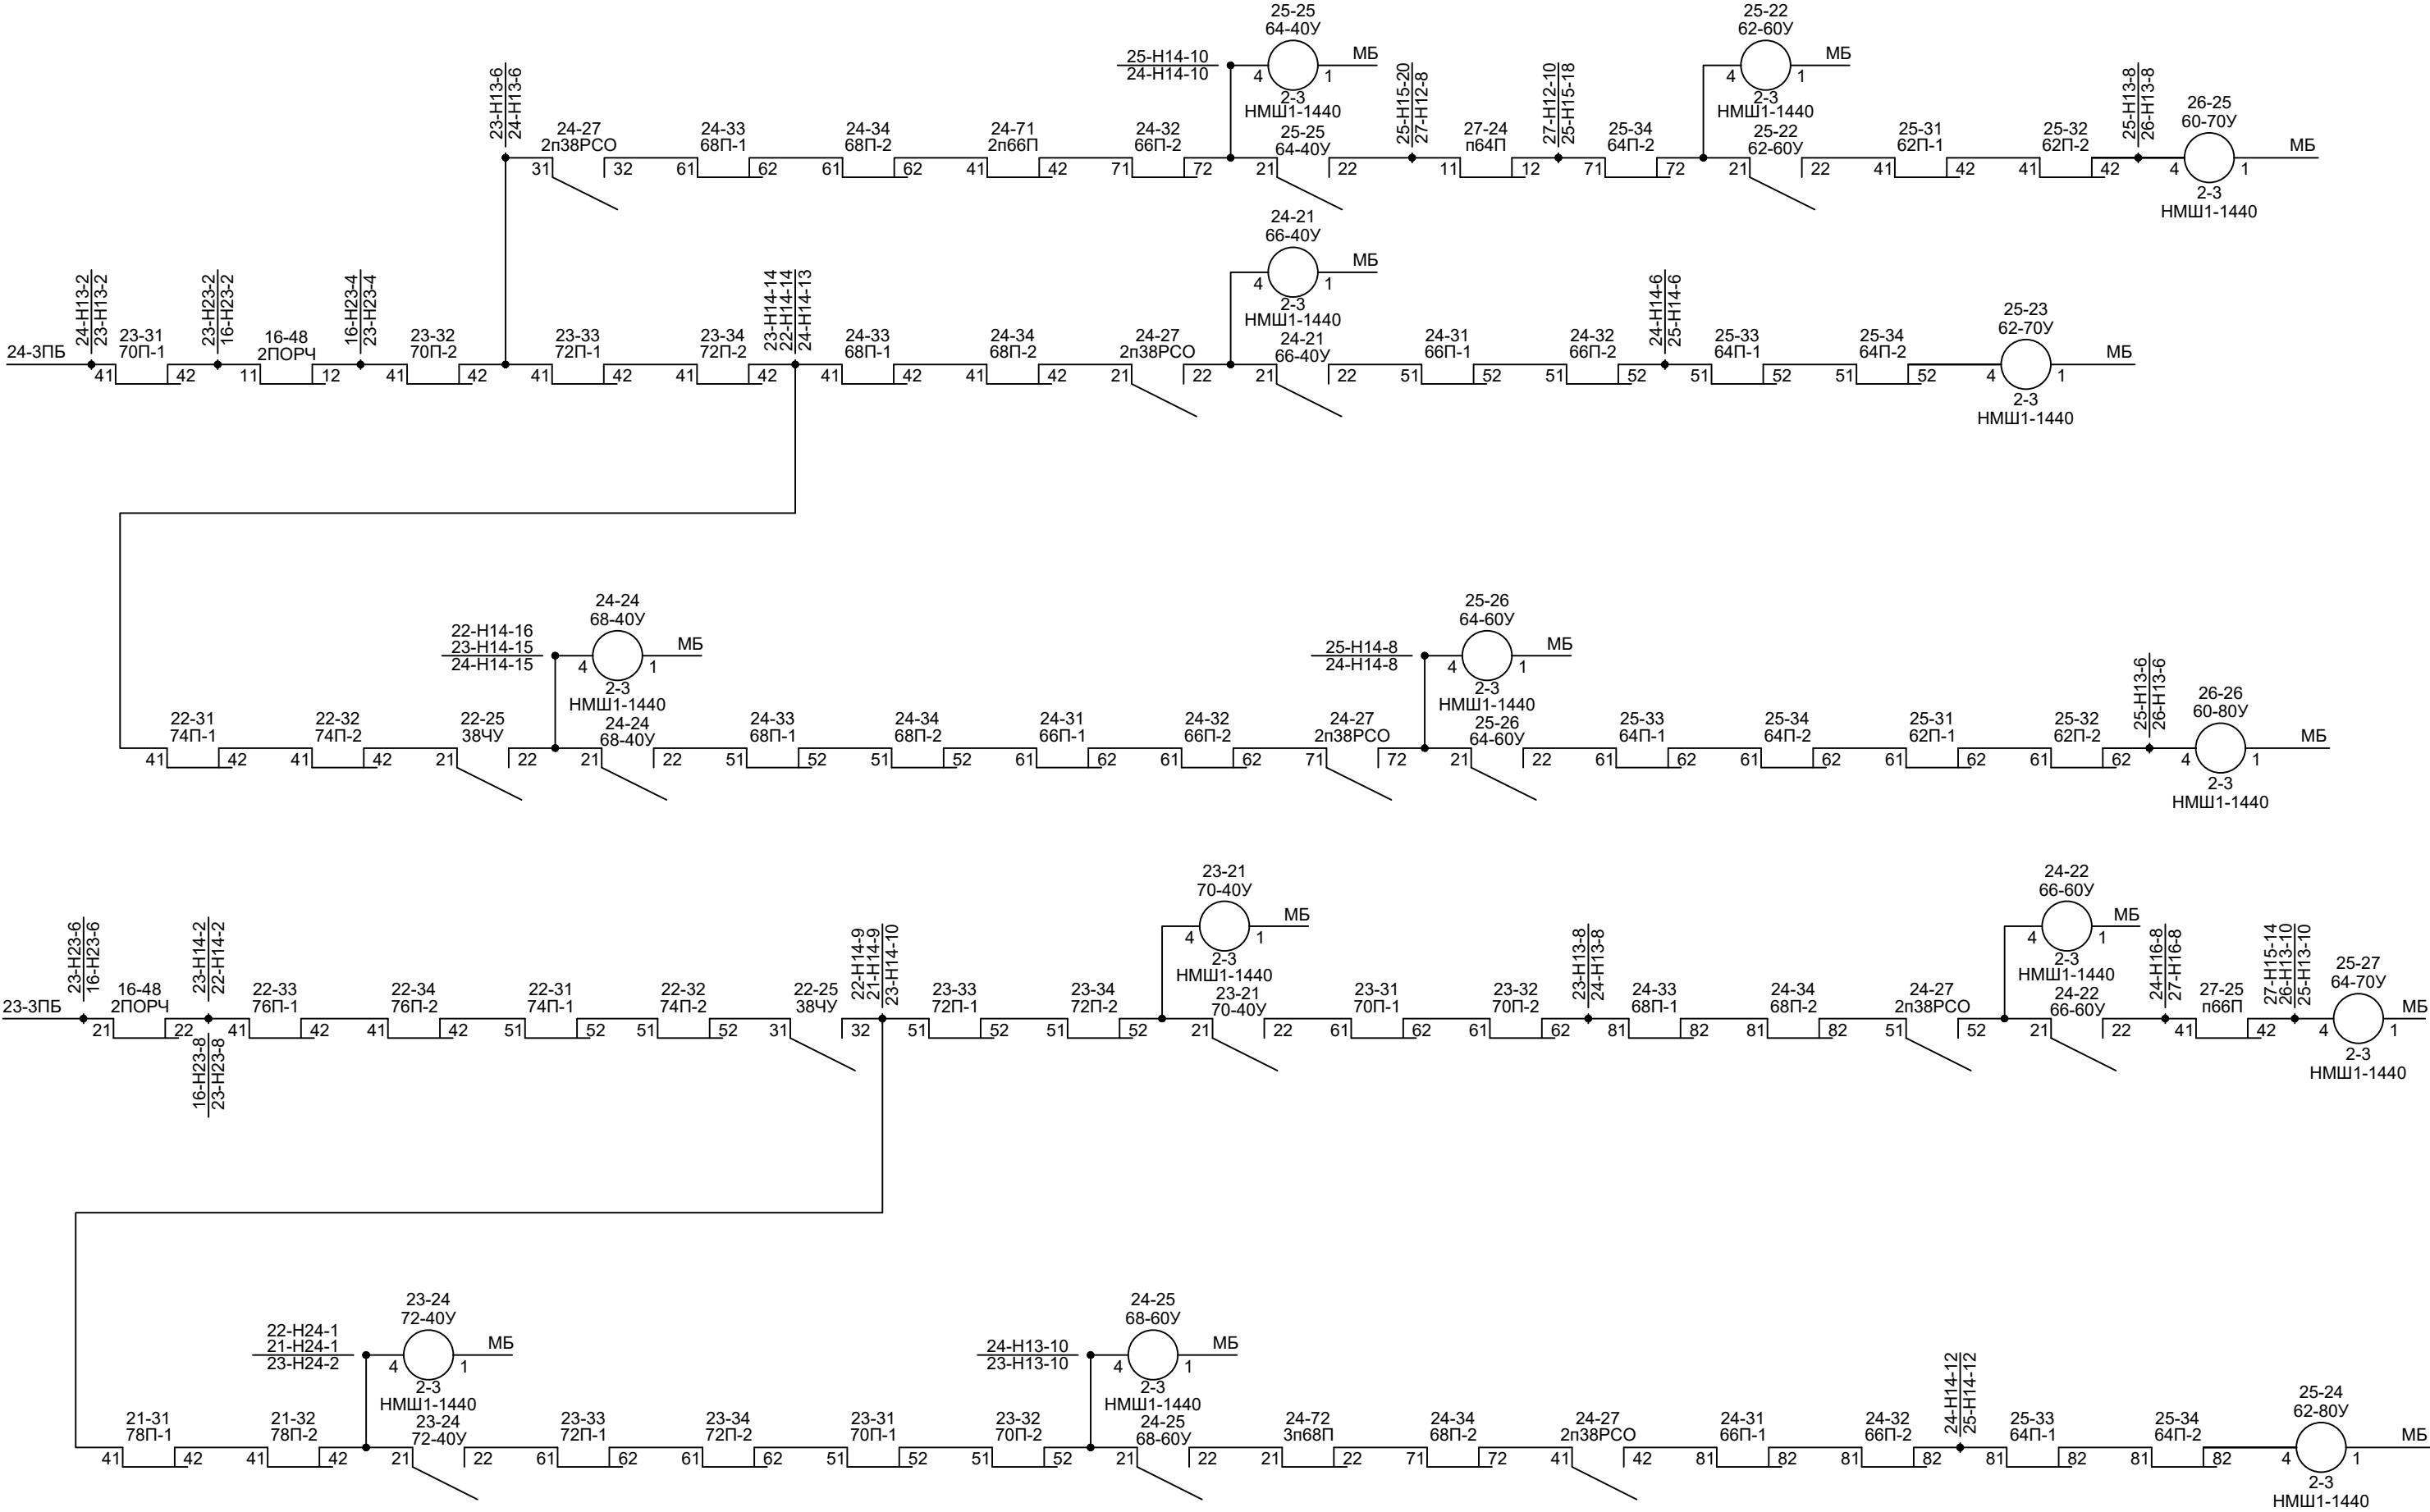 25-25
64-40У
25-Н14-10
24-Н14-10
4
1
МБ
2-3
НМШ1-1440
25-22
62-60У
4
1
МБ
2-3
НМШ1-1440
23-Н13-6
24-Н13-6
24-27
2п38РСО
31
32
24-33
68П-1
61
62
24-34
68П-2
61
62
24-71
2п66П
41
42
24-32
66П-2
71
72
25-25
64-40У
21
22
25-Н15-20
27-Н12-8
27-24
п64П
11
12
27-Н12-10
25-Н15-18
25-34
64П-2
71
72
25-22
62-60У
21
22
25-31
62П-1
41
42
25-32
62П-2
41
42
25-Н13-8
26-Н13-8
26-25
60-70У
4
1
МБ
2-3
НМШ1-1440
24-21
66-40У
4
1
МБ
2-3
НМШ1-1440
24-3ПБ
24-Н13-2
23-Н13-2
23-31
70П-1
41
42
23-Н23-2
16-Н23-2
16-48
2ПОРЧ
11
12
16-Н23-4
23-Н23-4
23-32
70П-2
41
42
23-33
72П-1
41
42
23-34
72П-2
41
42
23-Н14-14
22-Н14-14
24-Н14-13
24-33
68П-1
41
42
24-34
68П-2
41
42
24-27
2п38РСО
21
22
24-21
66-40У
21
22
24-31
66П-1
51
52
24-32
66П-2
51
52
24-Н14-6
25-Н14-6
25-33
64П-1
51
52
25-34
64П-2
51
52
25-23
62-70У
4
1
МБ
2-3
НМШ1-1440
24-24
68-40У
22-Н14-16
23-Н14-15
24-Н14-15
4
1
МБ
2-3
НМШ1-1440
25-26
64-60У
25-Н14-8
24-Н14-8
4
1
МБ
2-3
НМШ1-1440
22-31
74П-1
41
42
22-32
74П-2
41
42
22-25
38ЧУ
21
22
24-24
68-40У
21
22
24-33
68П-1
51
52
24-34
68П-2
51
52
24-31
66П-1
61
62
24-32
66П-2
61
62
24-27
2п38РСО
71
72
25-26
64-60У
21
22
25-33
64П-1
61
62
25-34
64П-2
61
62
25-31
62П-1
61
62
25-32
62П-2
61
62
25-Н13-6
26-Н13-6
26-26
60-80У
4
1
МБ
2-3
НМШ1-1440
23-21
70-40У
4
1
МБ
2-3
НМШ1-1440
24-22
66-60У
4
1
МБ
2-3
НМШ1-1440
23-3ПБ
23-Н23-6
16-Н23-6
16-48
2ПОРЧ
21
22
23-Н14-2
22-Н14-2
16-Н23-8
23-Н23-8
22-33
76П-1
41
42
22-34
76П-2
41
42
22-31
74П-1
51
52
22-32
74П-2
51
52
22-25
38ЧУ
31
32
22-Н14-9
21-Н14-9
23-Н14-10
23-33
72П-1
51
52
23-34
72П-2
51
52
23-21
70-40У
21
22
23-31
70П-1
61
62
23-32
70П-2
61
62
23-Н13-8
24-Н13-8
24-33
68П-1
81
82
24-34
68П-2
81
82
24-27
2п38РСО
51
52
24-22
66-60У
21
22
24-Н16-8
27-Н16-8
27-25
п66П
41
42
27-Н15-14
26-Н13-10
25-Н13-10
25-27
64-70У
4
1
МБ
2-3
НМШ1-1440
23-24
72-40У
22-Н24-1
21-Н24-1
23-Н24-2
4
1
МБ
2-3
НМШ1-1440
24-25
68-60У
24-Н13-10
23-Н13-10
4
1
МБ
2-3
НМШ1-1440
21-31
78П-1
41
42
21-32
78П-2
41
42
23-24
72-40У
21
22
23-33
72П-1
61
62
23-34
72П-2
61
62
23-31
70П-1
51
52
23-32
70П-2
51
52
24-25
68-60У
21
22
24-72
3п68П
21
22
24-34
68П-2
71
72
24-27
2п38РСО
41
42
24-31
66П-1
81
82
24-32
66П-2
81
82
24-Н14-12
25-Н14-12
25-33
64П-1
81
82
25-34
64П-2
81
82
25-24
62-80У
4
1
МБ
2-3
НМШ1-1440